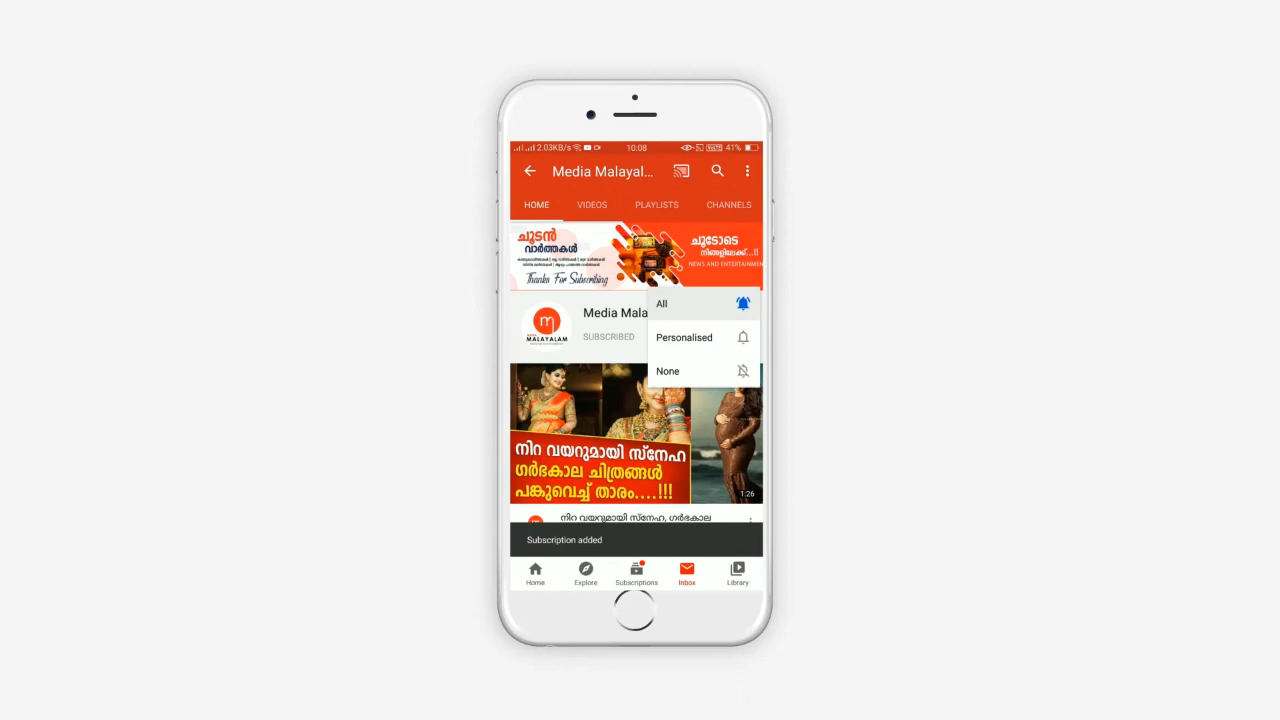 2.03KB/s 10:08 41%
Media Malayal...
HOME VIDEOS PLAYLISTS CHANNELS
ചൂടൻ
വാർത്തകൾ
Thanks For Subscribing
ചൂടോടെ
നിങ്ങളിലേക്ക്...!!
NEWS AND ENTERTAINMEN
All
Media Mala
Personalised
SUBSCRIBED
None
MALAYALAM
നിറ വയറുമായി സ്നേഹ
ഗർഭകാല ചിത്രങ്ങൾ
പങ്കുവെച്ച് താരം....!!!
1:26
നിറ വയറുമായി സ്നേഹ, ഗർഭകാല
Subscription added
Home Explore Subscriptions Inbox Library